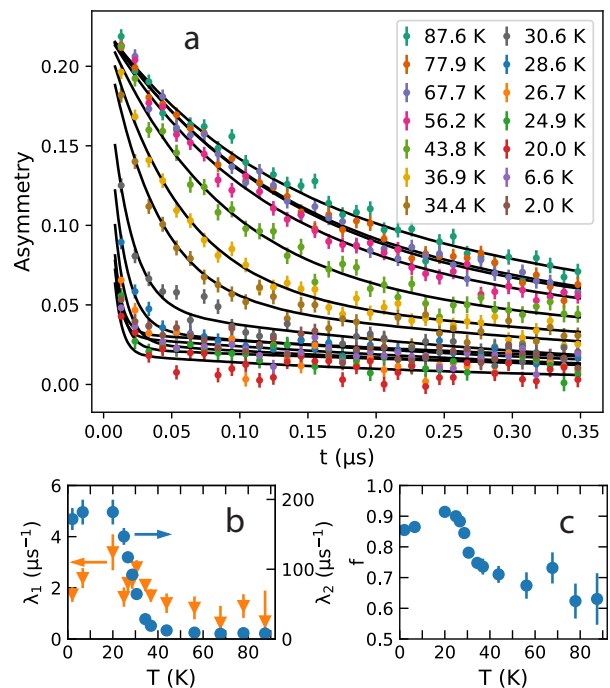 a
Asymmetry
0.20
0.15
0.10
0.05
0.00
87.6 K
77.9 K
67.7 K
56.2 K
43.8 K
36.9 K
34.4 K
30.6 K
28.6 K
26.7 K
24.9 K
20.0 K
6.6 K
2.0 K
0.00 0.05 0.10 0.15 0.20 0.25 0.30 0.35
t (μs)
b
λ₁ (μs⁻¹)
6
4
2
0
200
100
0
λ₂ (μs⁻¹)
0 20 40 60 80
T (K)
c
f
1.0
0.9
0.8
0.7
0.6
0.5
0 20 40 60 80
T (K)